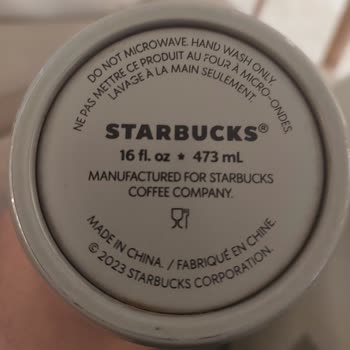 DO NOT MICROWAVE. HAND WASH ONLY.
NE PAS METTRE CE PRODUIT AU FOUR À MICRO-ONDES.
LAVAGE À LA MAIN SEULEMENT.
STARBUCKS®
16 fl. oz ★ 473 mL
MANUFACTURED FOR STARBUCKS
COFFEE COMPANY.
MADE IN CHINA. / FABRIQUÉ EN CHINE.
© 2023 STARBUCKS CORPORATION.